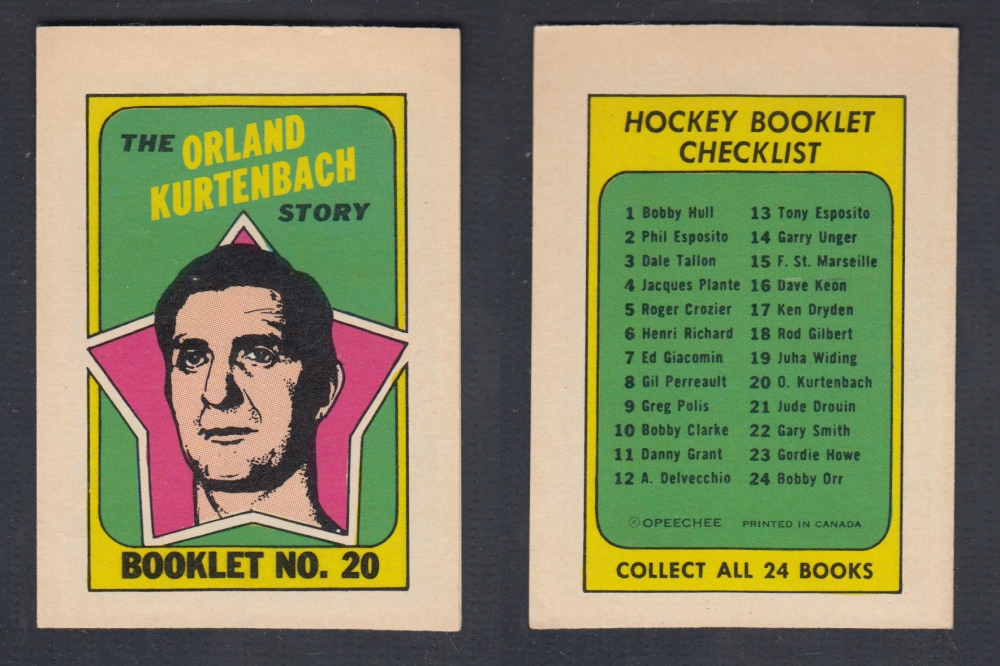 THE ORLAND
KURTENBACH
STORY
BOOKLET NO. 20
HOCKEY BOOKLET
CHECKLIST
1 Bobby Hull
2 Phil Esposito
3 Dale Tallon
4 Jacques Plante
5 Roger Crozier
6 Henri Richard
7 Ed Giacomin
8 Gil Perreault
9 Greg Polis
10 Bobby Clarke
11 Danny Grant
12 A. Delvecchio
13 Tony Esposito
14 Garry Unger
15 F. St. Marseille
16 Dave Keon
17 Ken Dryden
18 Rod Gilbert
19 Juha Widing
20 O. Kurtenbach
21 Jude Drouin
22 Gary Smith
23 Gordie Howe
24 Bobby Orr
©OPEECHEE PRINTED IN CANADA
COLLECT ALL 24 BOOKS